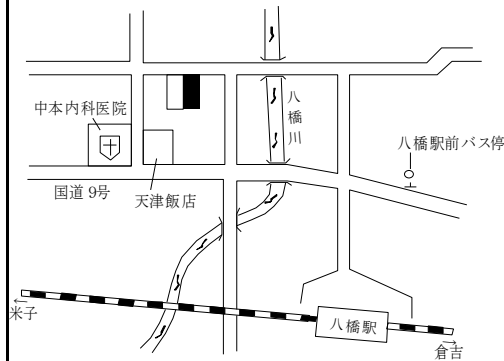 中本内科医院
八橋川
八橋駅前バス停
国道9号
天津飯店
米子
八橋駅
倉吉